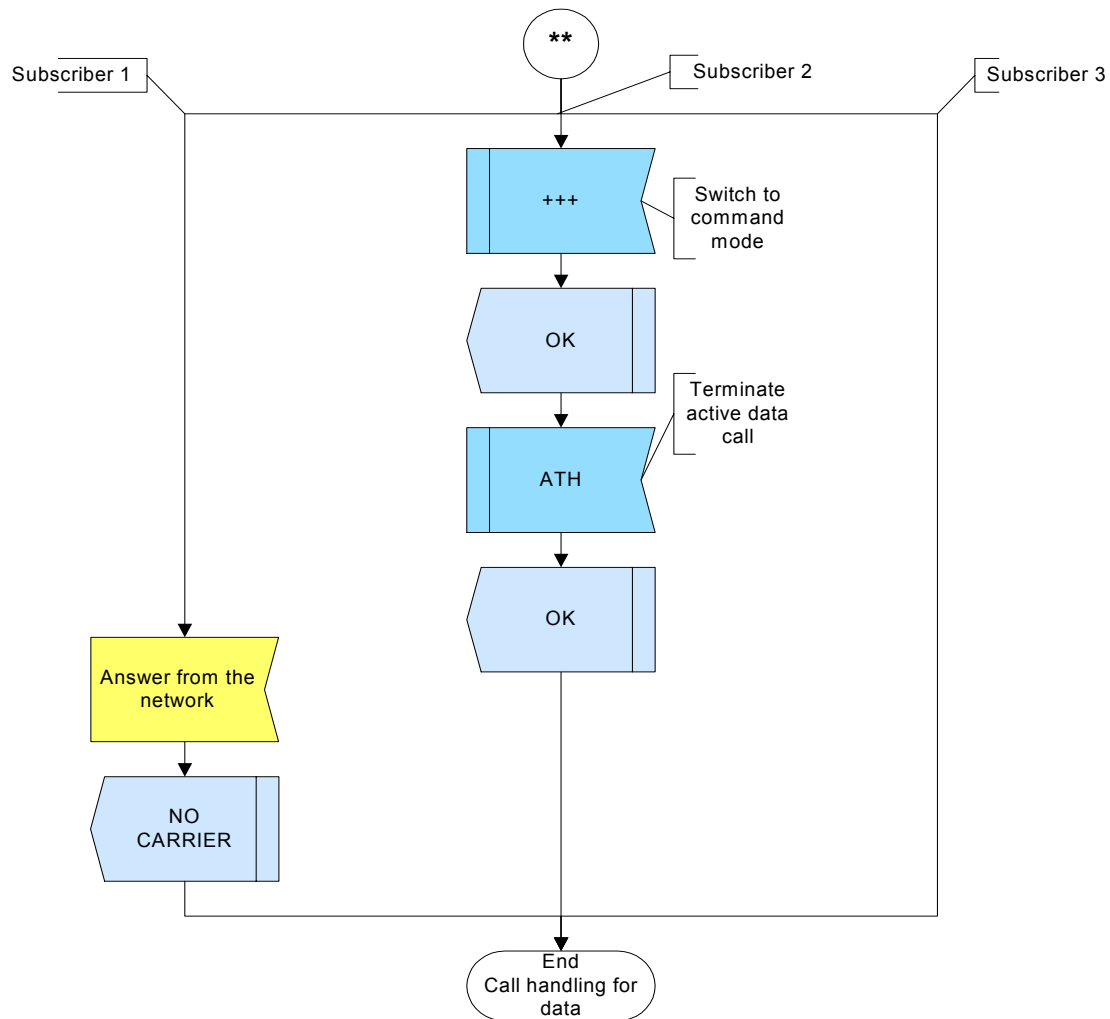 **
Subscriber 1
Subscriber 2
Subscriber 3
+++
Switch to
command
mode
OK
Terminate
active data
call
ATH
OK
Answer from the
network
NO
CARRIER
End
Call handling for
data